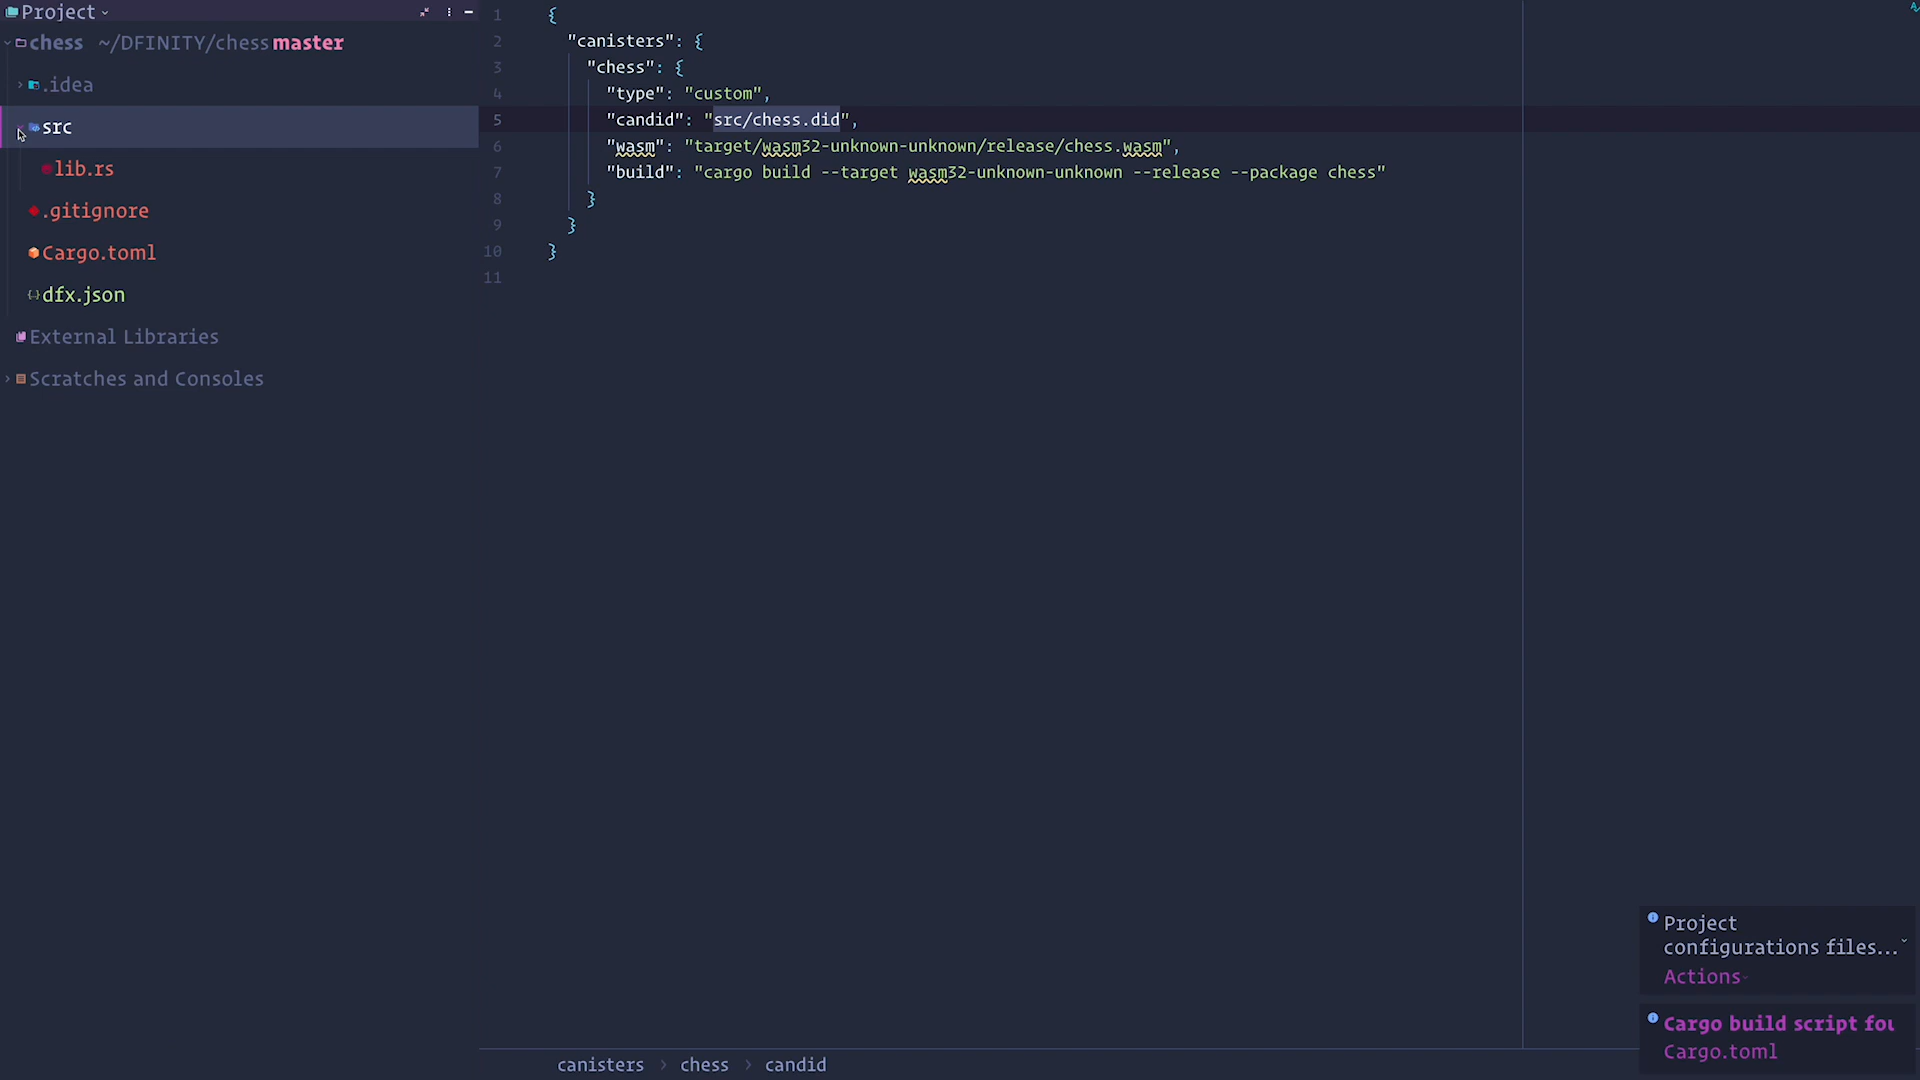 Project
chess ~/DFINITY/chess master
.idea
src
lib.rs
.gitignore
Cargo.toml
dfx.json
External Libraries
Scratches and Consoles
1 {
2 "canisters": {
3 "chess": {
4 "type": "custom",
5 "candid": "src/chess.did",
6 "wasm": "target/wasm32-unknown-unknown/release/chess.wasm",
7 "build": "cargo build --target wasm32-unknown-unknown --release --package chess"
8 }
9 }
10 }
11
Project
configurations files...
Actions
Cargo build script fou
Cargo.toml
canisters > chess > candid